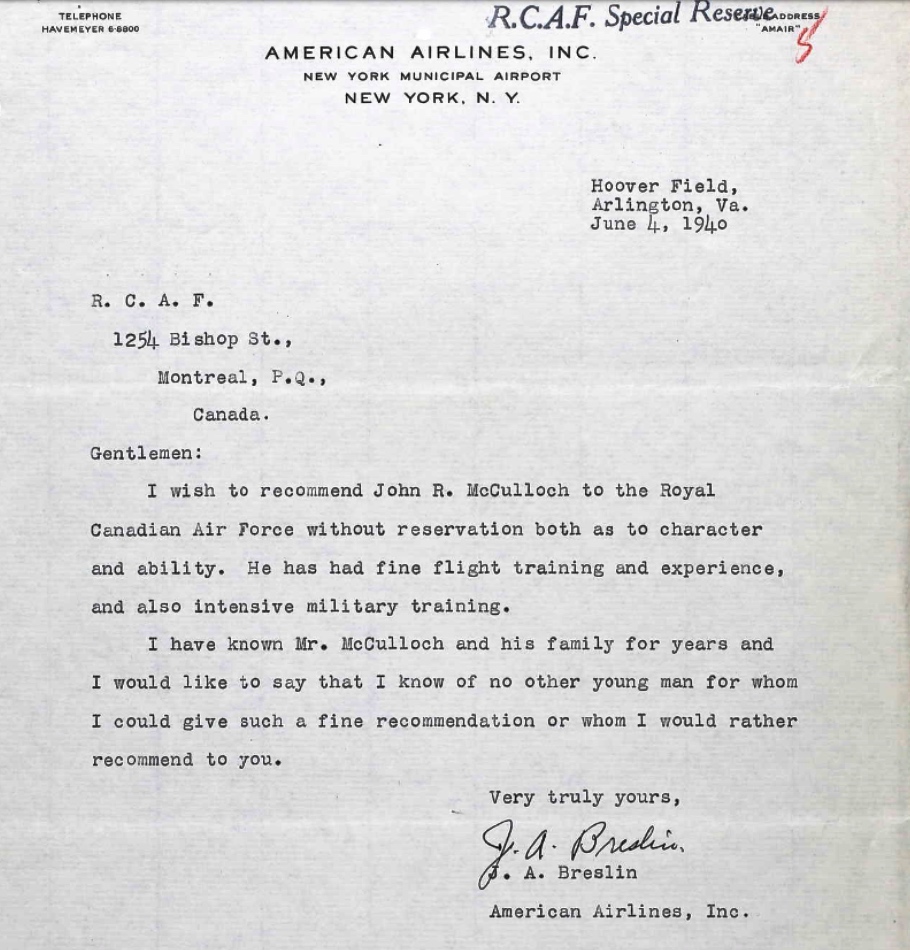 TELEPHONE
HAVEMEYER 6-6800
R.C.A.F. Special Reserve
ADDRESS
"AMAIR"
AMERICAN AIRLINES, INC.
NEW YORK MUNICIPAL AIRPORT
NEW YORK, N. Y.
Hoover Field,
Arlington, Va.
June 4, 1940
R. C. A. F.
1254 Bishop St.,
Montreal, P.Q.,
Canada.
Gentlemen:
I wish to recommend John R. McCulloch to the Royal
Canadian Air Force without reservation both as to character
and ability. He has had fine flight training and experience,
and also intensive military training.
I have known Mr. McCulloch and his family for years and
I would like to say that I know of no other young man for whom
I could give such a fine recommendation or whom I would rather
recommend to you.
Very truly yours,
J. A. Breslin.
J. A. Breslin
American Airlines, Inc.